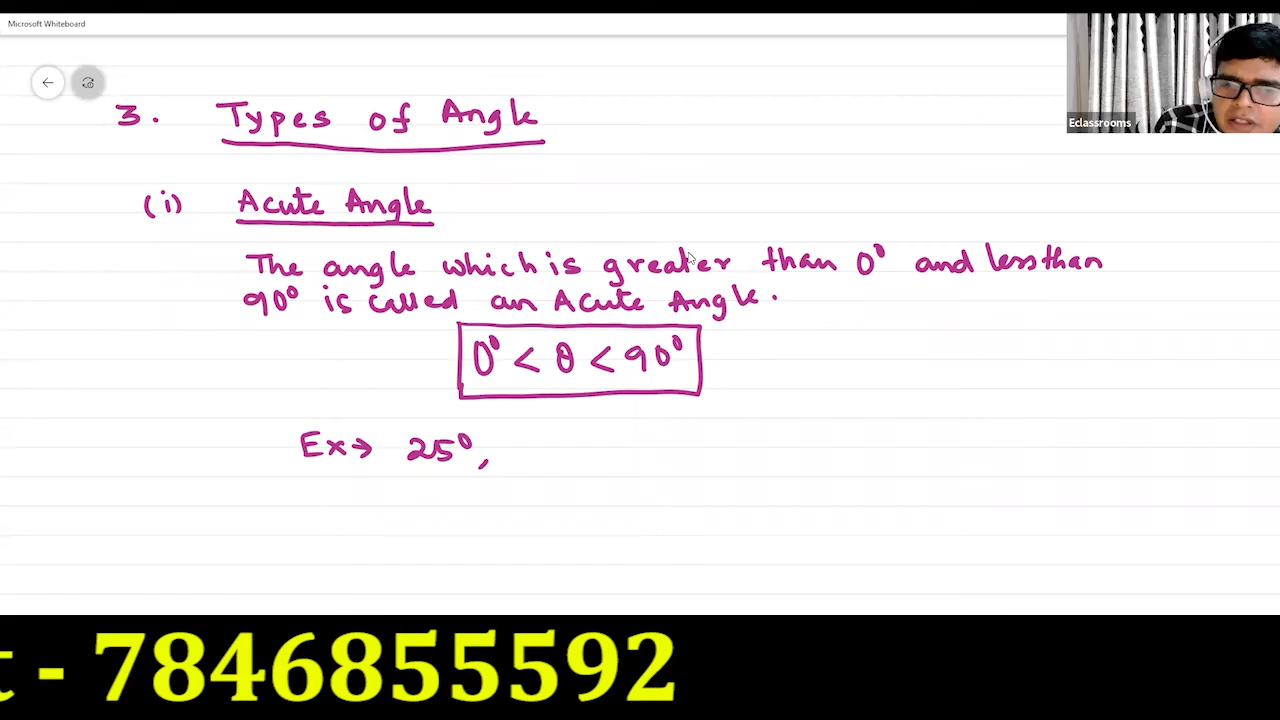 Microsoft Whiteboard
Eclassrooms
3. Types of Angle
(i) Acute Angle
The angle which is greater than 0° and less than
90° is called an Acute Angle.
0° < θ < 90°
Ex→ 25°,
t - 7846855592